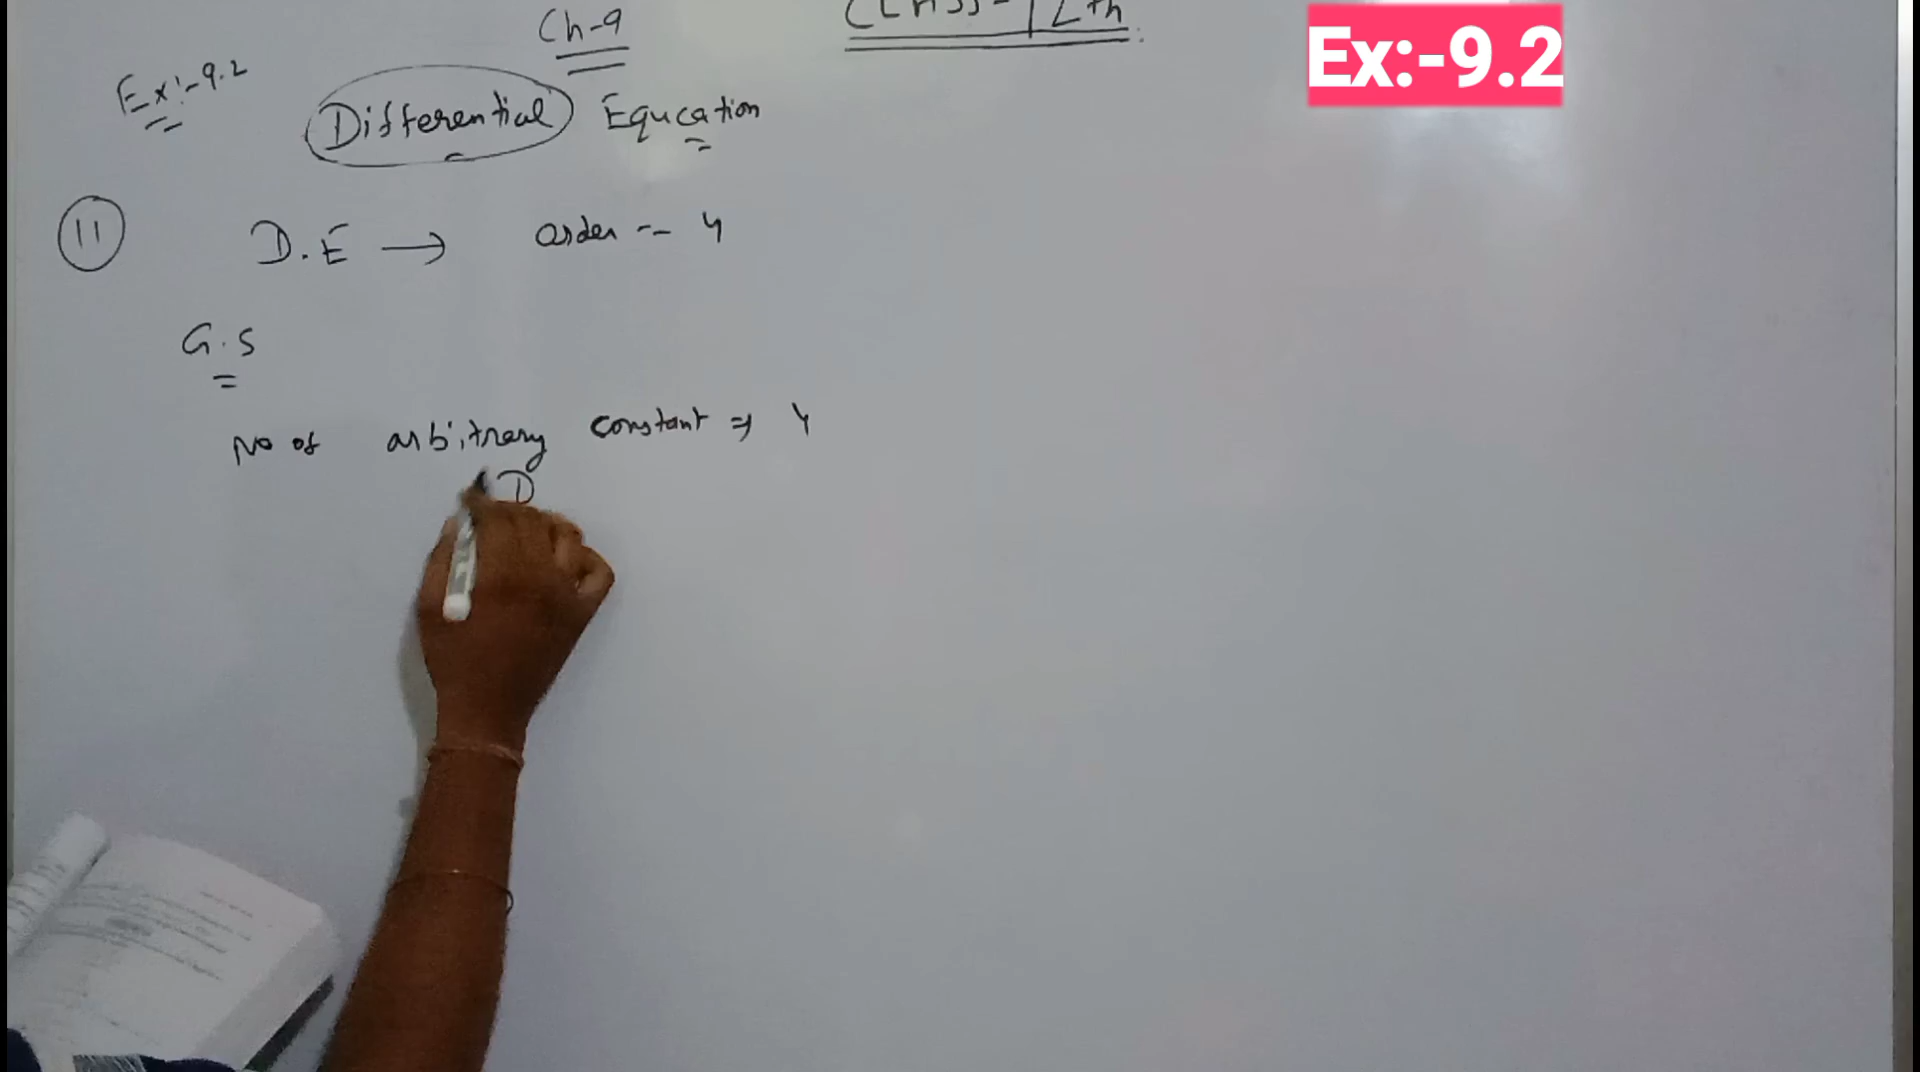 Ch-9
CLASS-12th
Ex:-9.2
Ex:-9.2
Differential Equcation
11
D.E → order -- 4
G.S
No of arbitrary constant ⇒ 4
D